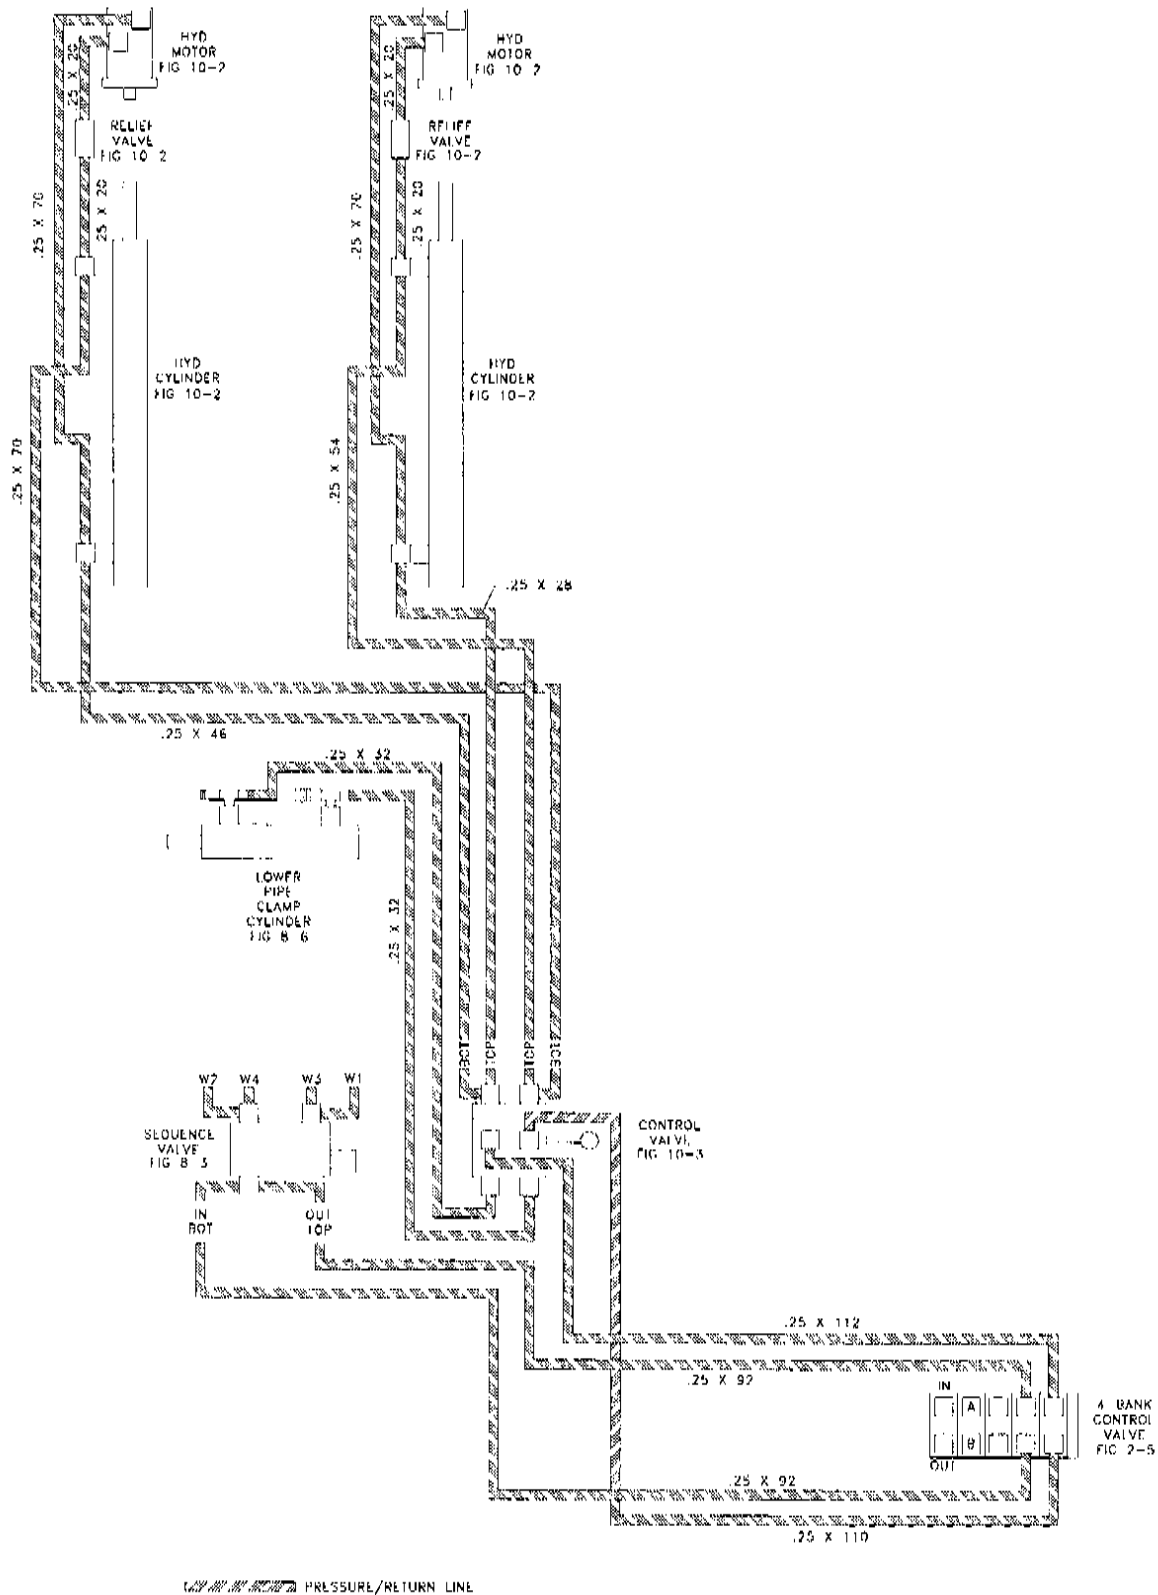 HYD
MOTOR
FIG 10-2
HYD
MOTOR
FIG 10-2
.25 X 20
.25 X 20
RELIEF
VALVE
FIG 10 2
RELIEF
VALVE
FIG 10-2
.25 X 70
25 X 20
.25 X 70
.25 X 20
HYD
CYLINDER
FIG 10-2
HYD
CYLINDER
FIG 10-2
.25 X 70
.25 X 54
.25 X 28
.25 X 46
.25 X 32
LOWER
PIPE
CLAMP
CYLINDER
FIG 8 6
.25 X 32
BOT
TOP
TOP
BOT
W2
W4
W3
W1
SEQUENCE
VALVE
FIG 8 3
CONTROL
VALVE
FIG 10-3
IN
BOT
OUT
TOP
.25 X 112
.25 X 92
IN
A
B
OUT
4 BANK
CONTROL
VALVE
FIG 2-5
.25 X 92
.25 X 110
PRESSURE/RETURN LINE